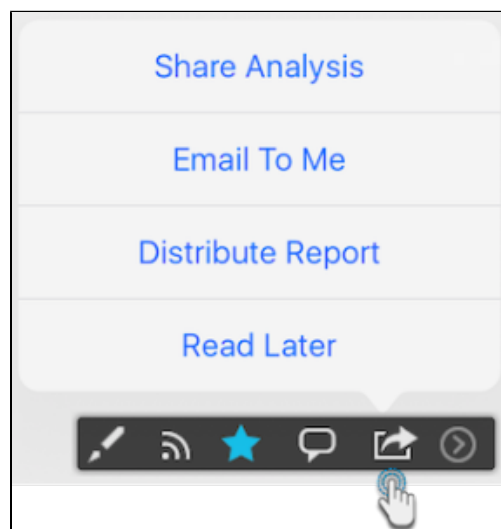 Share Analysis
Email To Me
Distribute Report
Read Later